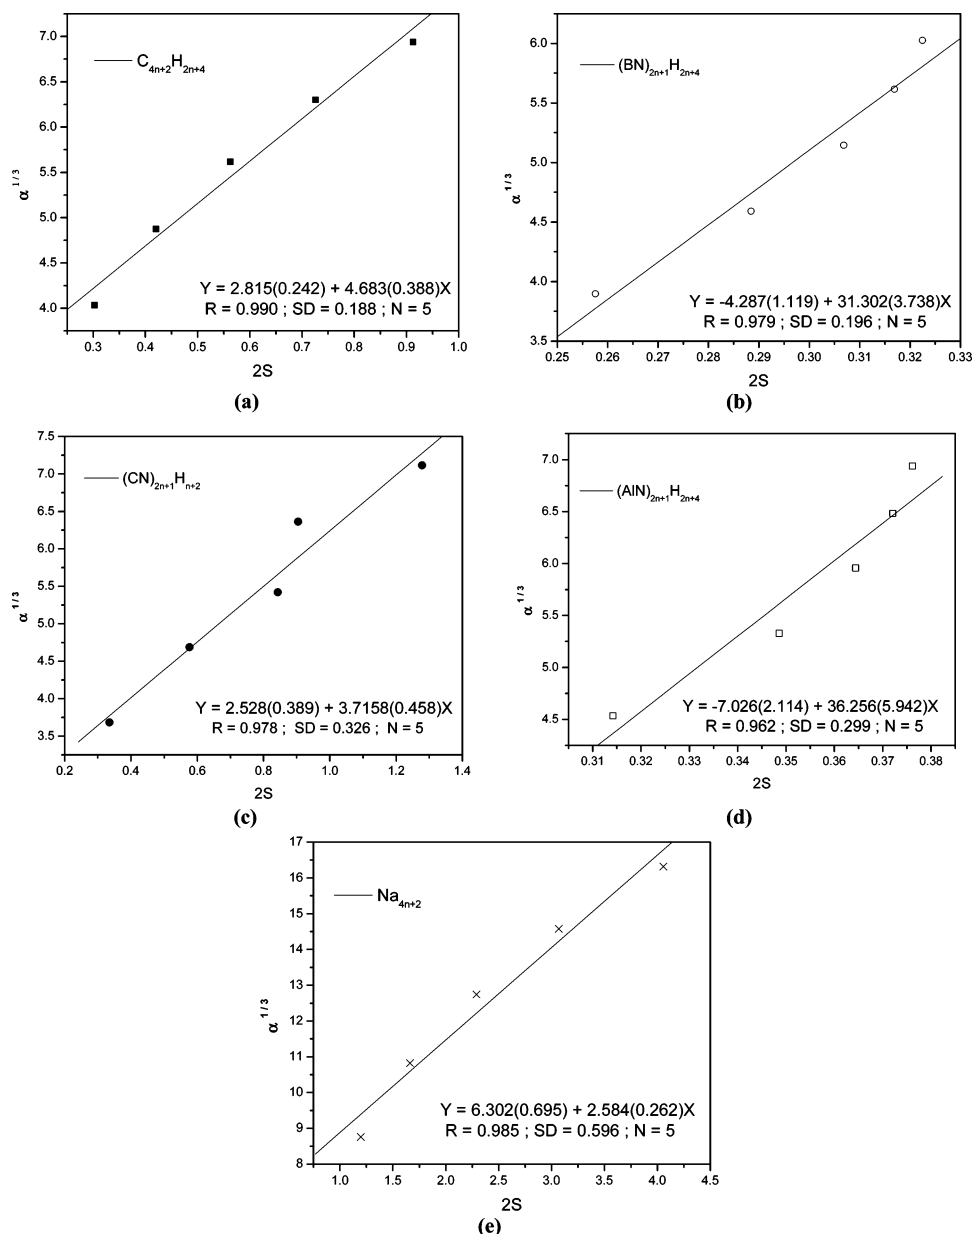 7.0
6.5
6.0
5.5
5.0
4.5
4.0
α 1/3
C4n+2H2n+4
Y = 2.815(0.242) + 4.683(0.388)X
R = 0.990 ; SD = 0.188 ; N = 5
0.3 0.4 0.5 0.6 0.7 0.8 0.9 1.0
2S
(a)
6.0
5.5
5.0
4.5
4.0
3.5
α 1/3
(BN)2n+1H2n+4
Y = -4.287(1.119) + 31.302(3.738)X
R = 0.979 ; SD = 0.196 ; N = 5
0.25 0.26 0.27 0.28 0.29 0.30 0.31 0.32 0.33
2S
(b)
7.5
7.0
6.5
6.0
5.5
5.0
4.5
4.0
3.5
α 1/3
(CN)2n+1Hn+2
Y = 2.528(0.389) + 3.7158(0.458)X
R = 0.978 ; SD = 0.326 ; N = 5
0.2 0.4 0.6 0.8 1.0 1.2 1.4
2S
(c)
7.0
6.5
6.0
5.5
5.0
4.5
α 1/3
(AlN)2n+1H2n+4
Y = -7.026(2.114) + 36.256(5.942)X
R = 0.962 ; SD = 0.299 ; N = 5
0.31 0.32 0.33 0.34 0.35 0.36 0.37 0.38
2S
(d)
17
16
15
14
13
12
11
10
9
8
α 1/3
Na4n+2
Y = 6.302(0.695) + 2.584(0.262)X
R = 0.985 ; SD = 0.596 ; N = 5
1.0 1.5 2.0 2.5 3.0 3.5 4.0 4.5
2S
(e)